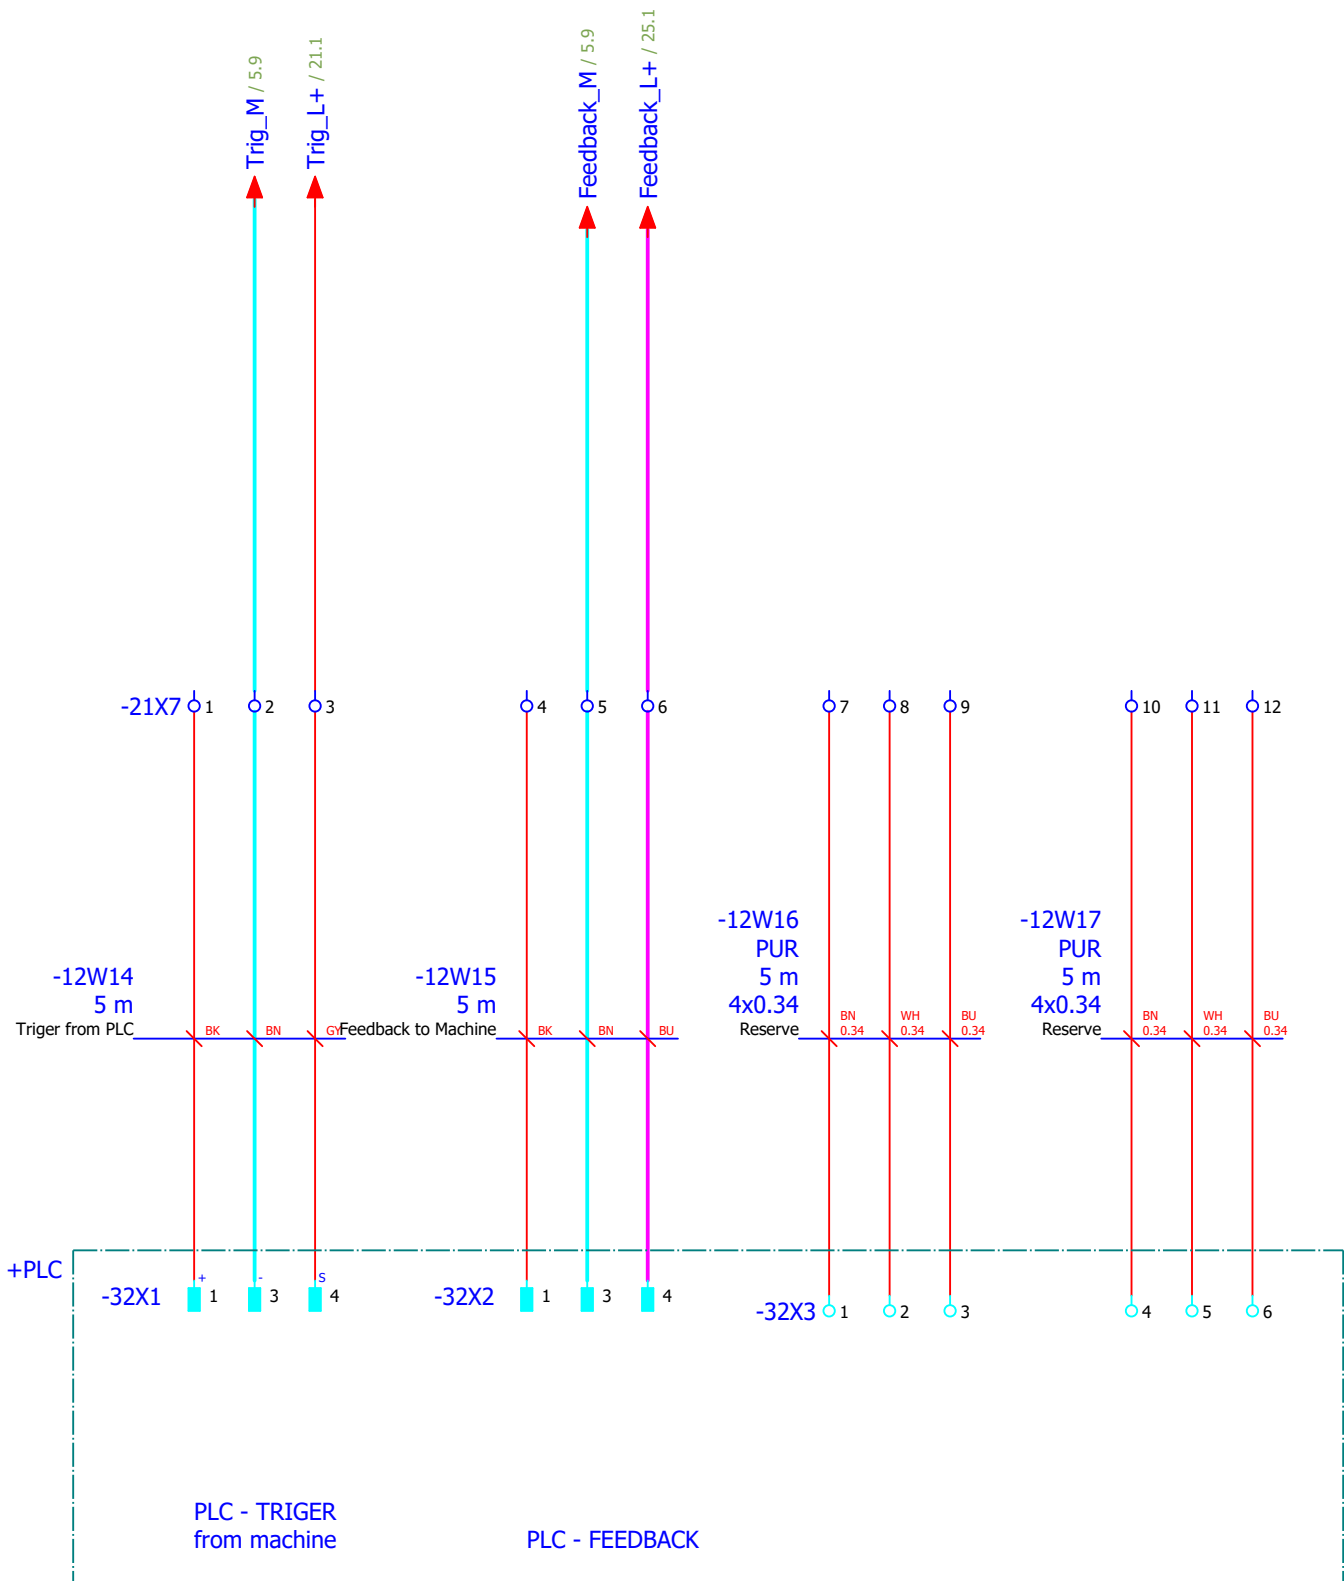 Trig_M / 5.9
Trig_L+ / 21.1
Feedback_M / 5.9
Feedback_L+ / 25.1
-21X7 1 2 3 4 5 6 7 8 9 10 11 12
-12W14
5 m
Triger from PLC
BK BN GY
-12W15
5 m
Feedback to Machine
BK BN BU
-12W16
PUR
5 m
4x0.34
Reserve
BN WH BU
0.34 0.34 0.34
-12W17
PUR
5 m
4x0.34
Reserve
BN WH BU
0.34 0.34 0.34
+PLC
+ - S
-32X1 1 3 4
-32X2 1 3 4
-32X3 1 2 3 4 5 6
PLC - TRIGER
from machine
PLC - FEEDBACK